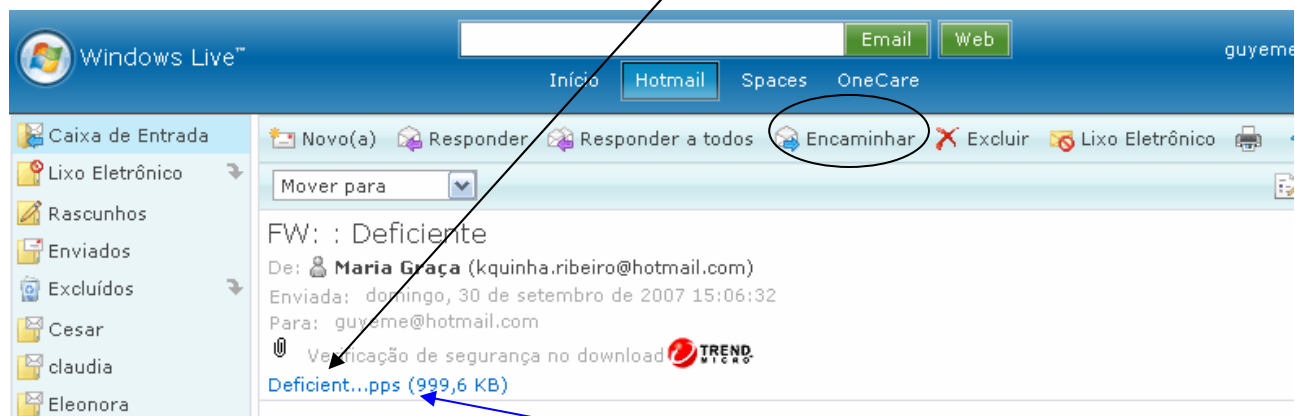 Windows Live™
Email
Web
guyeme
Início
Hotmail
Spaces
OneCare
Caixa de Entrada
Lixo Eletrônico
Rascunhos
Enviados
Excluídos
Cesar
claudia
Eleonora
Novo(a)
Responder
Responder a todos
Encaminhar
Excluir
Lixo Eletrônico
Mover para
FW: : Deficiente
De: Maria Graça (kquinha.ribeiro@hotmail.com)
Enviada: domingo, 30 de setembro de 2007 15:06:32
Para: guyeme@hotmail.com
Verificação de segurança no download TREND MICRO
Deficient...pps (999,6 KB)